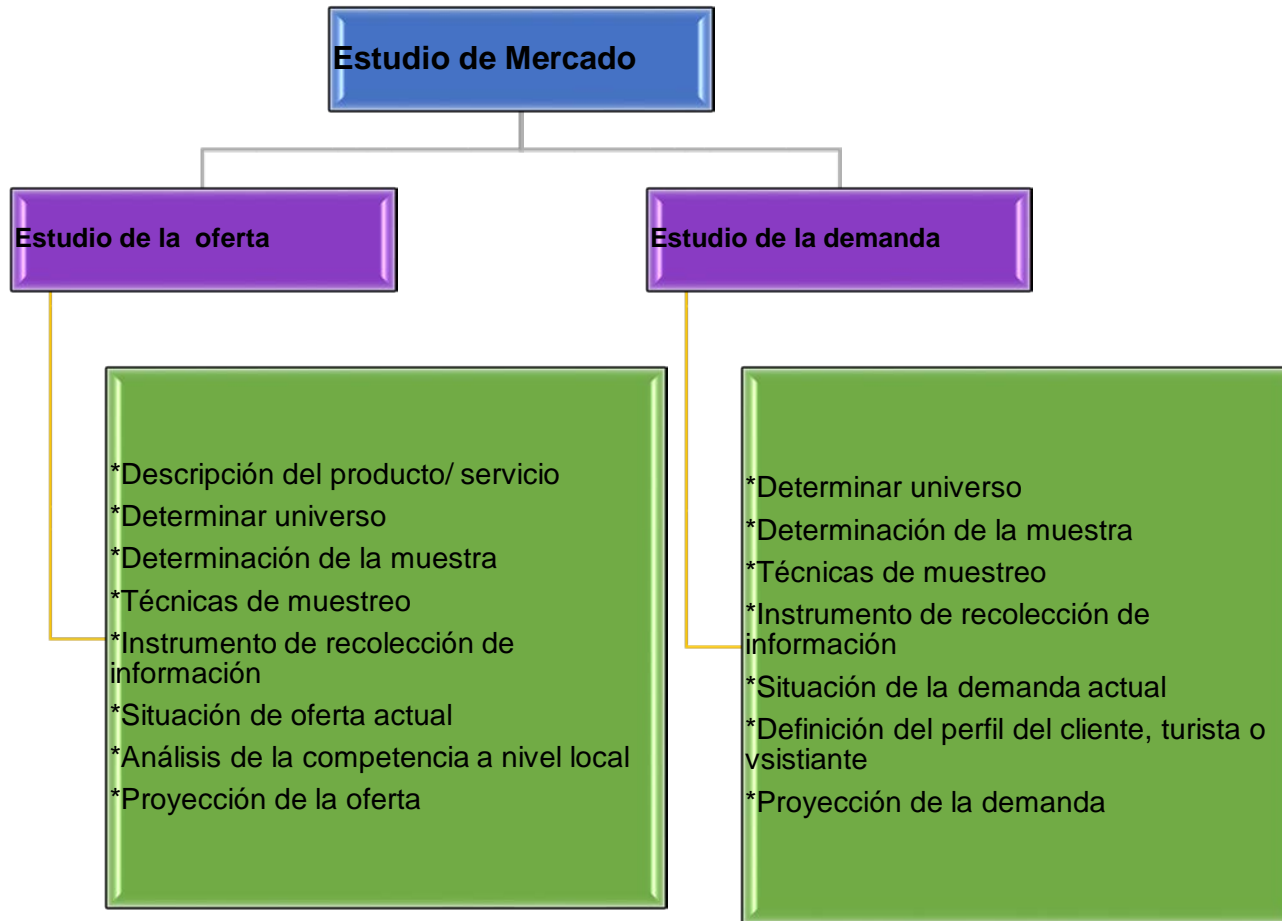 Estudio de Mercado
Estudio de la oferta
Estudio de la demanda
*Descripción del producto/ servicio
*Determinar universo
*Determinación de la muestra
*Técnicas de muestreo
*Instrumento de recolección de
información
*Situación de oferta actual
*Análisis de la competencia a nivel local
*Proyección de la oferta
*Determinar universo
*Determinación de la muestra
*Técnicas de muestreo
*Instrumento de recolección de
información
*Situación de la demanda actual
*Definición del perfil del cliente, turista o
vsistiante
*Proyección de la demanda